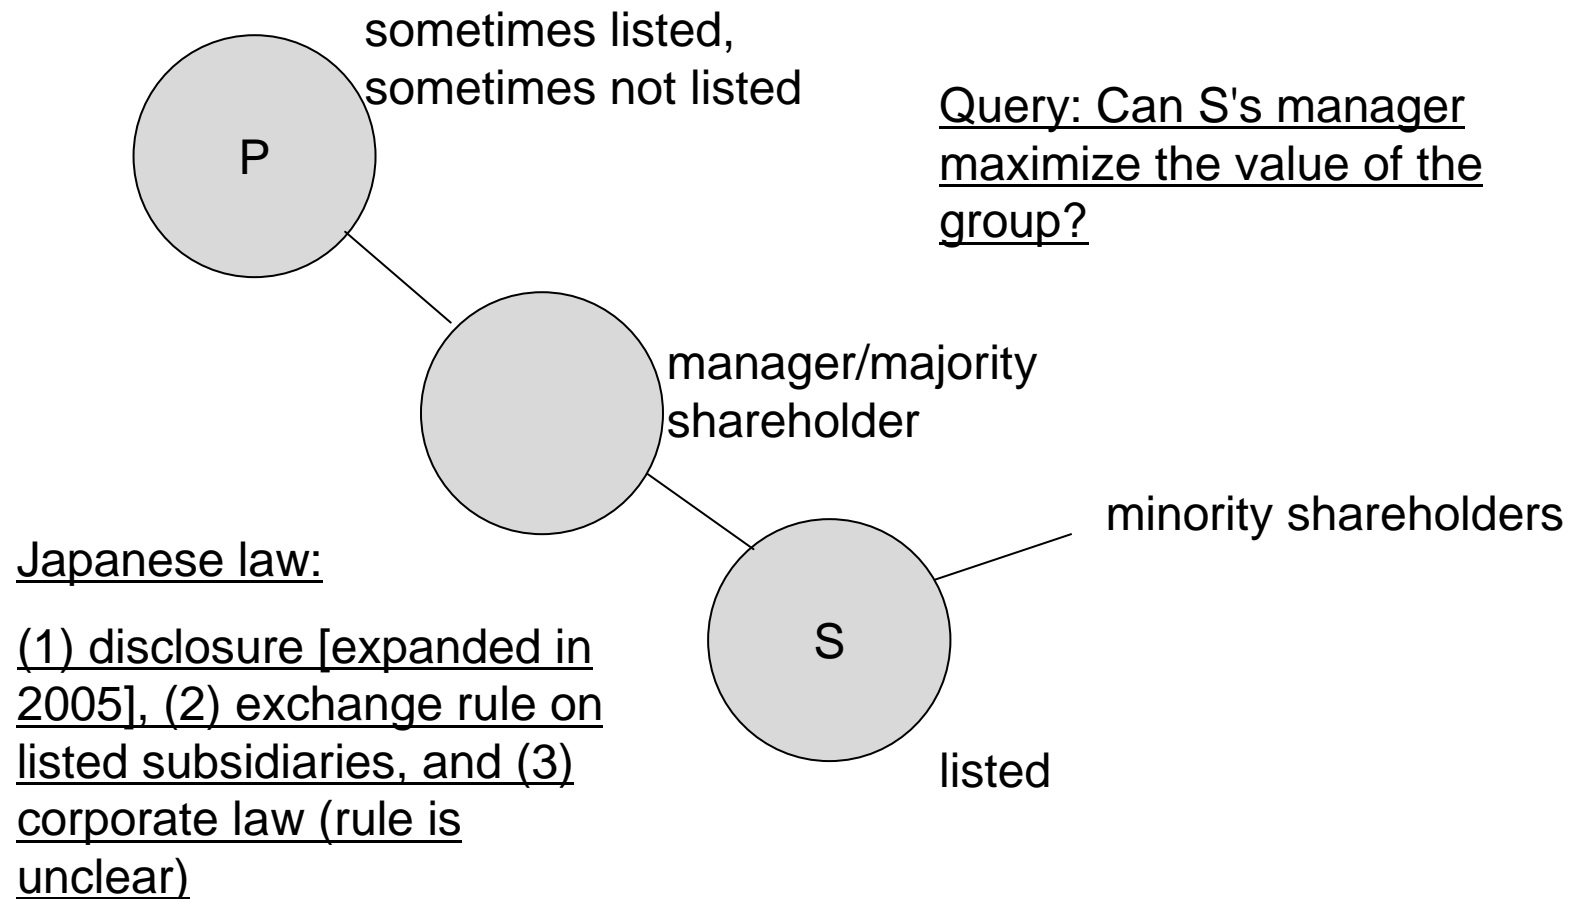 sometimes listed,
sometimes not listed
P
Query: Can S's manager
maximize the value of the
group?
manager/majority
shareholder
minority shareholders
S
listed
Japanese law:
(1) disclosure [expanded in
2005], (2) exchange rule on
listed subsidiaries, and (3)
corporate law (rule is
unclear)